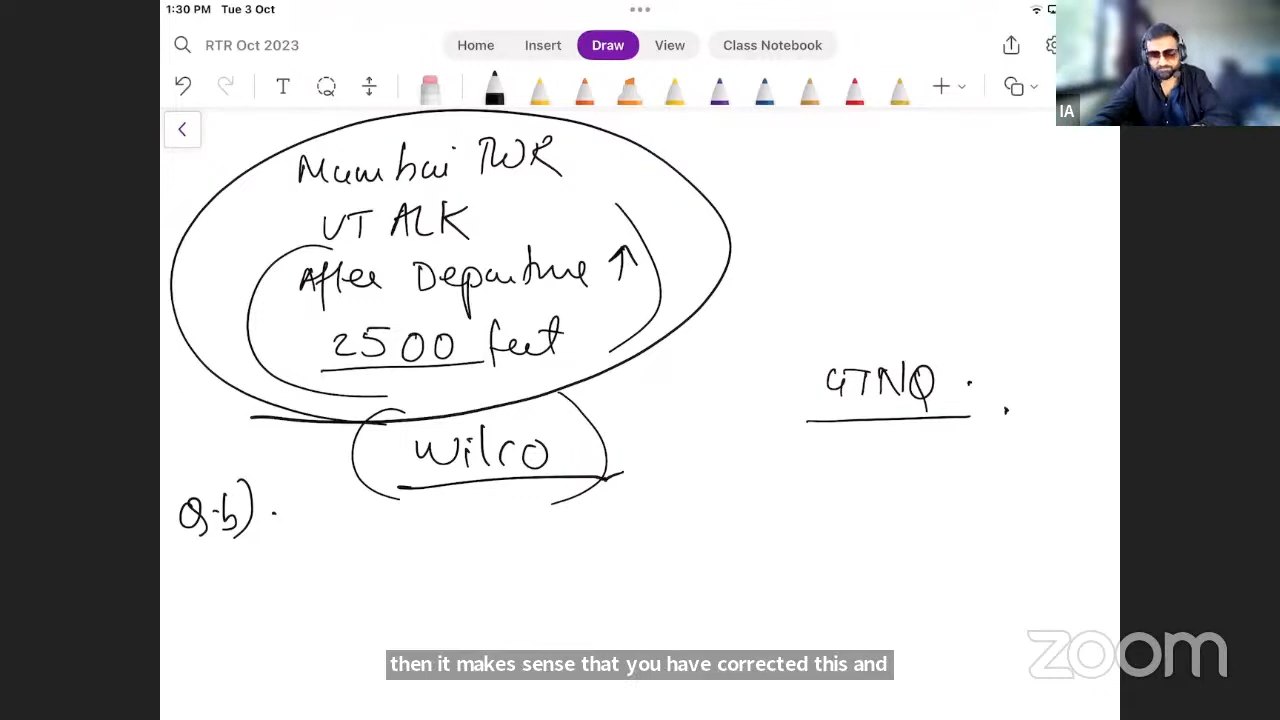 1:30 PM Tue 3 Oct
RTR Oct 2023
Home Insert Draw View Class Notebook
T
IA
Mumbai TWR
VT ALK
After Departure ↑
2500 feet
GTNQ .
Wilco
Q.b) .
then it makes sense that you have corrected this and
zoom